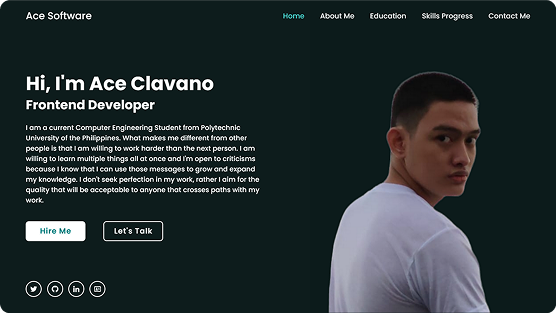 Ace Software
Home About Me Education Skills Progress Contact Me
Hi, I'm Ace Clavano
Frontend Developer
I am a current Computer Engineering Student from Polytechnic
University of the Philippines. What makes me different from other
people is that I am willing to work harder than the next person. I am
willing to learn multiple things all at once and I'm open to criticisms
because I know that I can use those messages to grow and expand
my knowledge. I don't seek perfection in my work, rather I aim for the
quality that will be acceptable to anyone that crosses paths with my
work.
Hire Me Let's Talk